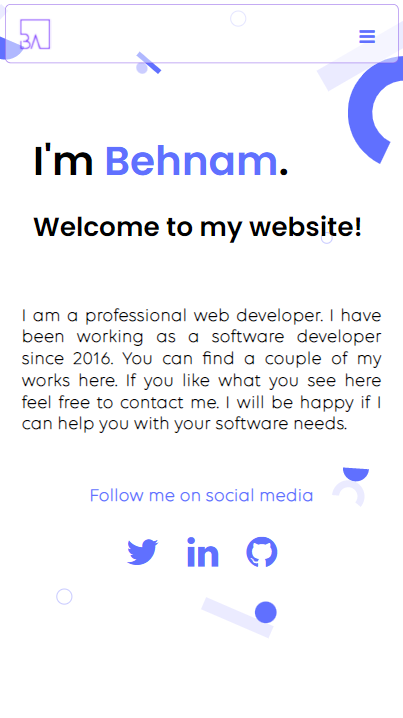 BA
I'm Behnam.
Welcome to my website!
I am a professional web developer. I have
been working as a software developer
since 2016. You can find a couple of my
works here. If you like what you see here
feel free to contact me. I will be happy if I
can help you with your software needs.
Follow me on social media
in